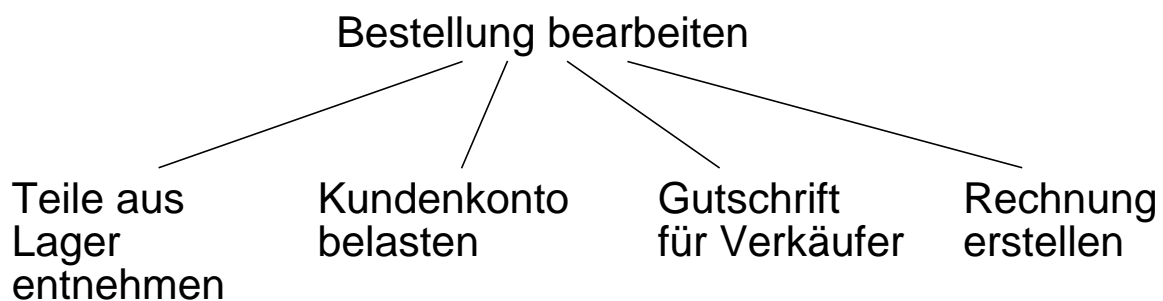 Bestellung bearbeiten
Teile aus
Lager
entnehmen
Kundenkonto
belasten
Gutschrift
für Verkäufer
Rechnung
erstellen